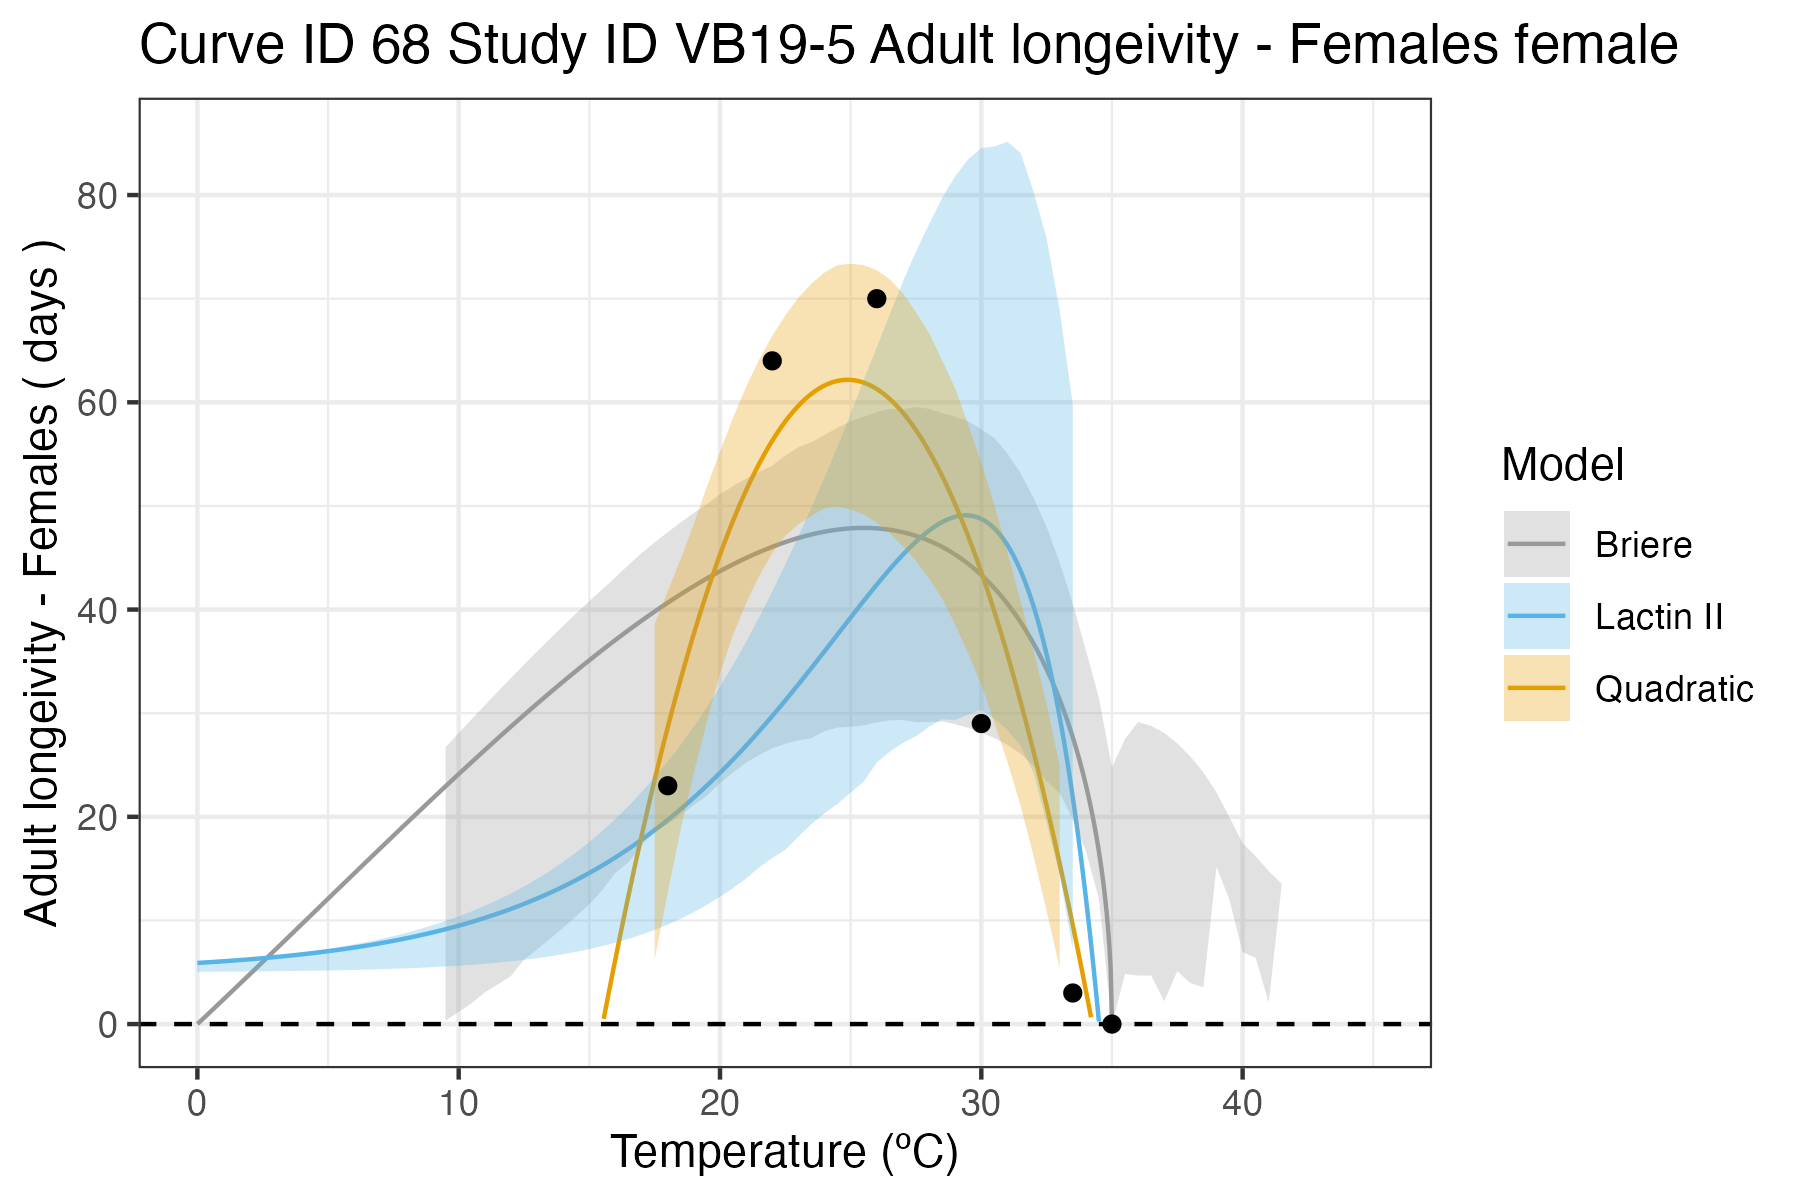 Curve ID 68 Study ID VB19-5 Adult longeivity - Females female
Adult longeivity - Females ( days )
80
60
40
20
0
0 10 20 30 40
Temperature (ºC)
Model
Briere
Lactin II
Quadratic